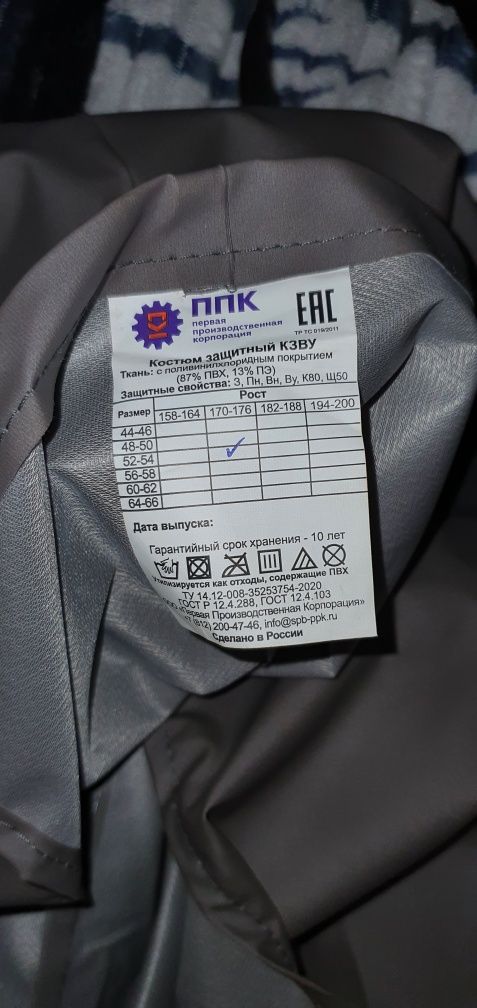 ППК
первая
производственная
корпорация
EAC
ТР ТС 019/2011
Костюм защитный КЗВУ
Ткань: с поливинилхлоридным покрытием
(87% ПВХ, 13% ПЭ)
Защитные свойства: З, Пн, Вн, Ву, К80, Щ50
Размер Рост
158-164 170-176 182-188 194-200
44-46
48-50
52-54
56-58
60-62
64-66
Дата выпуска:
Гарантийный срок хранения - 10 лет
Утилизируется как отходы, содержащие ПВХ
ТУ 14.12-008-35253754-2020
ГОСТ Р 12.4.288, ГОСТ 12.4.103
«Первая Производственная Корпорация»
(812) 200-47-46, info@spb-ppk.ru
Сделано в России